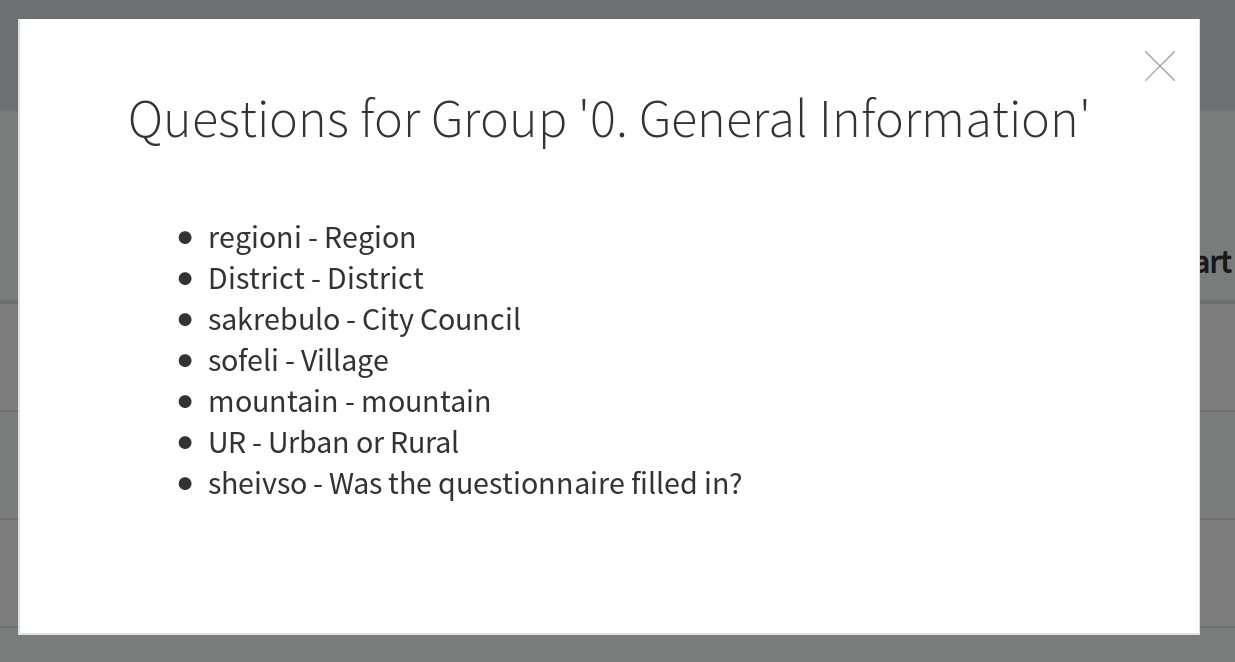 Questions for Group '0. General Information'
regioni - Region
District - District
art
sakrebulo - City Council
sofeli - Village
mountain - mountain
UR - Urban or Rural
sheivso - Was the questionnaire filled in?